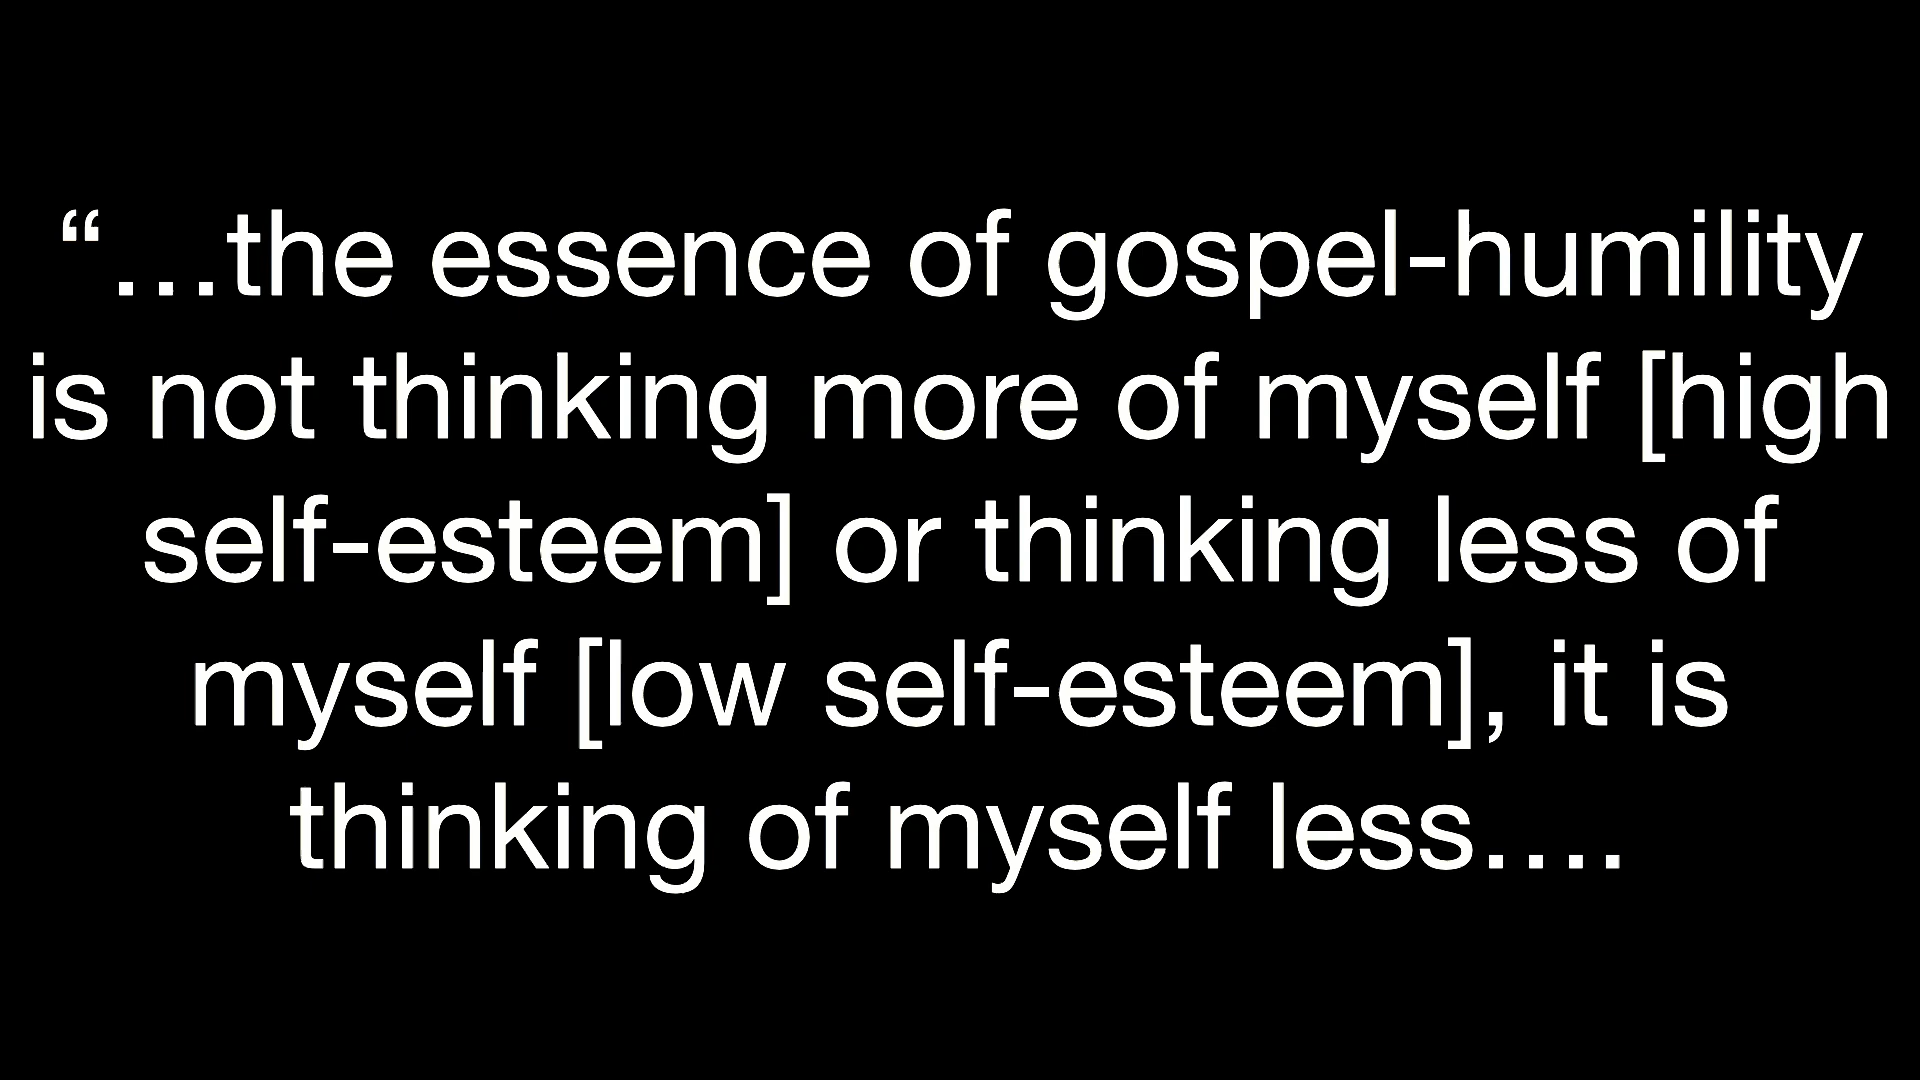 “…the essence of gospel-humility
is not thinking more of myself [high
self-esteem] or thinking less of
myself [low self-esteem], it is
thinking of myself less….